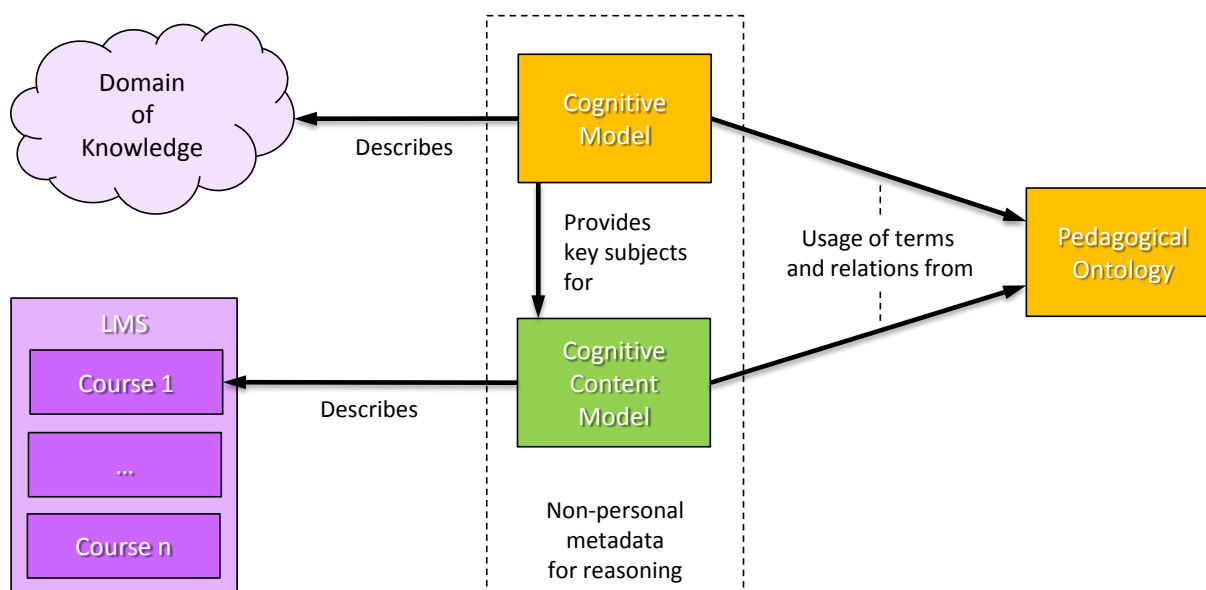 Domain
of
Knowledge
Describes
Cognitive
Model
Provides
key subjects
for
Usage of terms
and relations from
Pedagogical
Ontology
LMS
Course 1
...
Course n
Describes
Cognitive
Content
Model
Non-personal
metadata
for reasoning